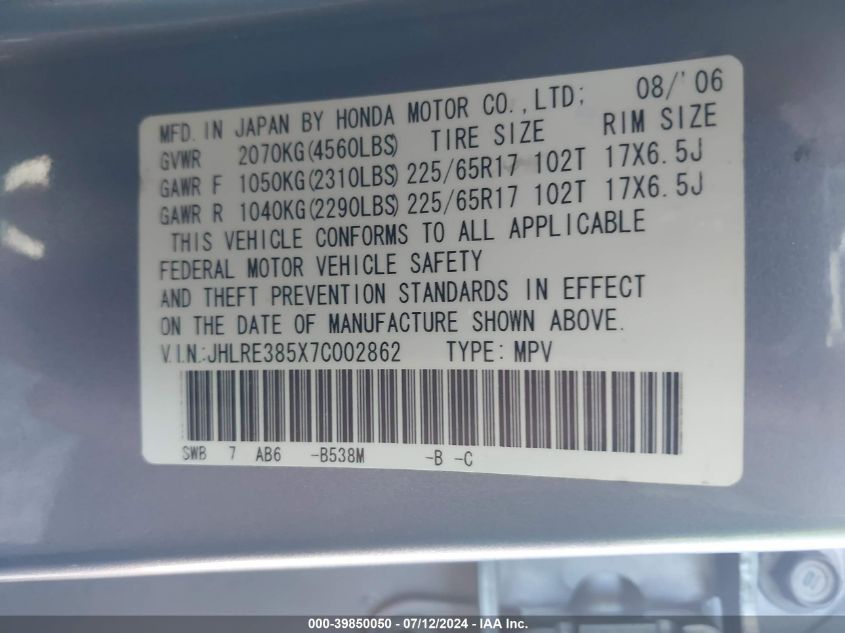 MFD. IN JAPAN BY HONDA MOTOR CO.,LTD; 08/'06
GVWR 2070KG(4560LBS) TIRE SIZE RIM SIZE
GAWR F 1050KG(2310LBS) 225/65R17 102T 17X6.5J
GAWR R 1040KG(2290LBS) 225/65R17 102T 17X6.5J
THIS VEHICLE CONFORMS TO ALL APPLICABLE
FEDERAL MOTOR VEHICLE SAFETY
AND THEFT PREVENTION STANDARDS IN EFFECT
ON THE DATE OF MANUFACTURE SHOWN ABOVE.
V.I.N.:JHLRE385X7C002862 TYPE: MPV
SWB 7 AB6 -B538M -B -C
000-39850050 - 07/12/2024 - IAA Inc.